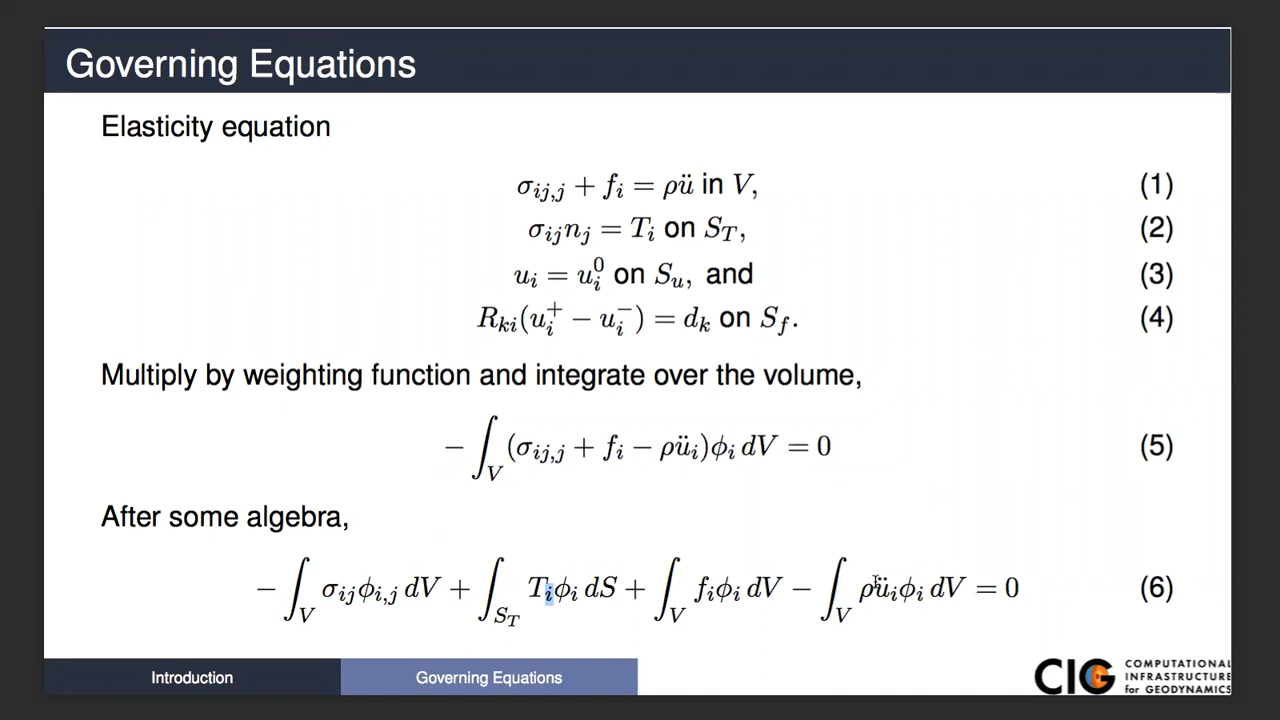 Governing Equations
Elasticity equation
σ_{ij,j} + f_i = ρü in V, (1)
σ_{ij}n_j = T_i on S_T, (2)
u_i = u_i^0 on S_u, and (3)
R_{ki}(u_i^+ − u_i^−) = d_k on S_f. (4)
Multiply by weighting function and integrate over the volume,
− ∫_V (σ_{ij,j} + f_i − ρü_i)ϕ_i dV = 0 (5)
After some algebra,
− ∫_V σ_{ij}ϕ_{i,j} dV + ∫_{S_T} T_iϕ_i dS + ∫_V f_iϕ_i dV − ∫_V ρü_iϕ_i dV = 0 (6)
Introduction
Governing Equations
CIG
COMPUTATIONAL
INFRASTRUCTURE
for GEODYNAMICS